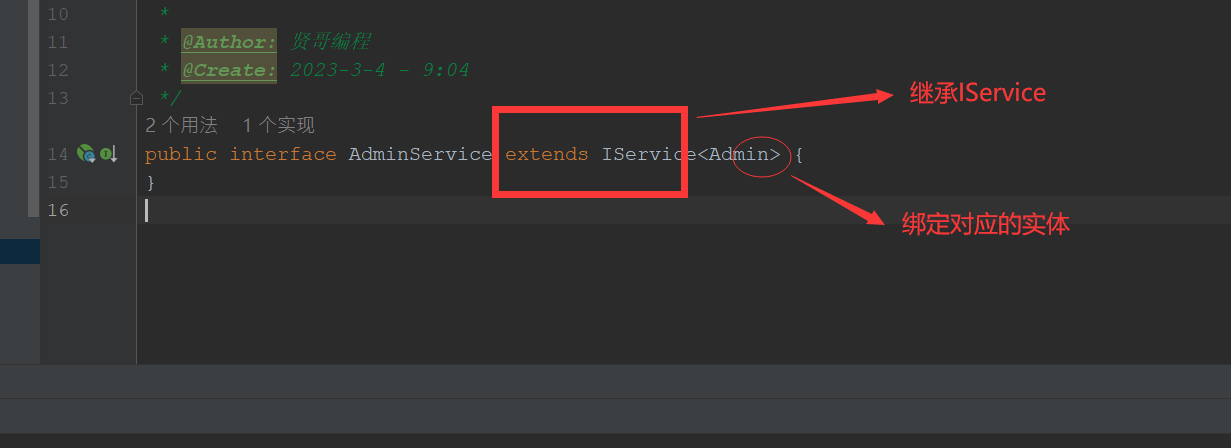 10 *
11 * @Author: 贤哥编程
12 * @Create: 2023-3-4 - 9:04
13 */
2 个用法 1 个实现
14 public interface AdminService extends IService<Admin> {
15 }
16
继承IService
绑定对应的实体